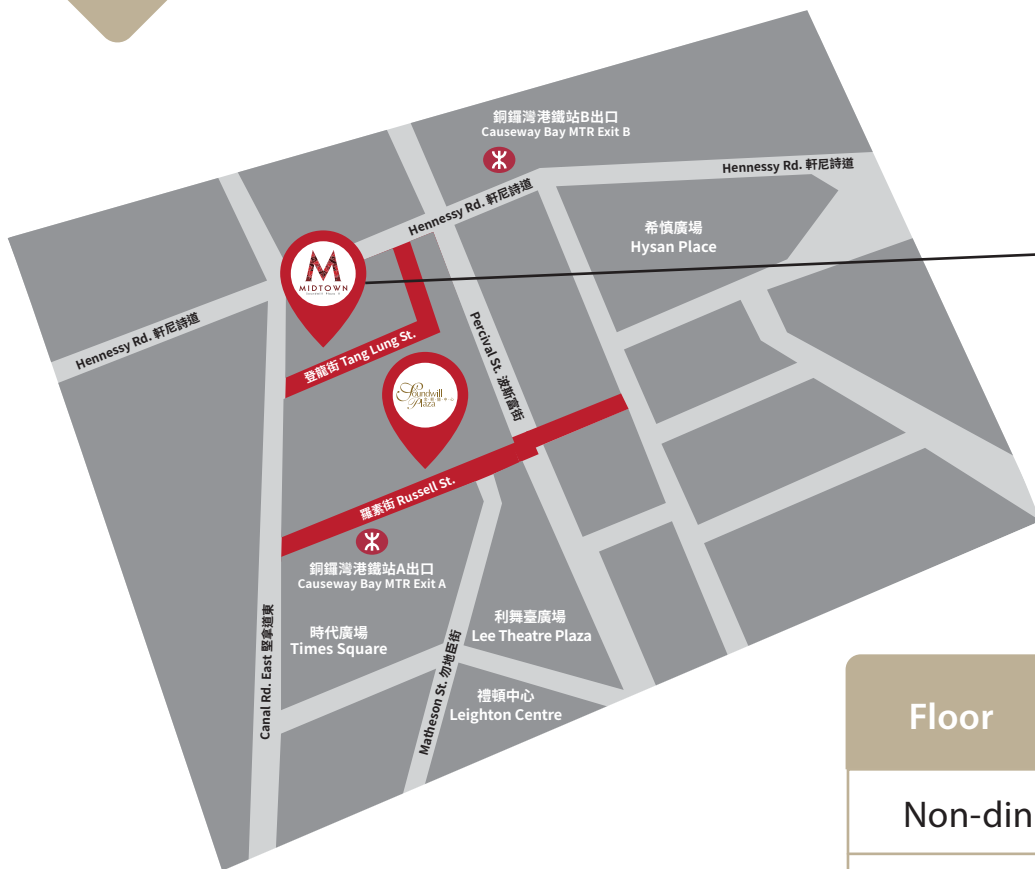 銅鑼灣港鐵站B出口
Causeway Bay MTR Exit B
Hennessy Rd. 軒尼詩道
Hennessy Rd. 軒尼詩道
希慎廣場
Hysan Place
M
MIDTOWN
Hennessy Rd. 軒尼詩道
登龍街 Tang Lung St.
Percival St. 波斯富街
Soundwill
Plaza
羅素街 Russell St.
銅鑼灣港鐵站A出口
Causeway Bay MTR Exit A
時代廣場
Times Square
利舞臺廣場
Lee Theatre Plaza
Canal Rd. East 堅拿道東
Matheson St. 勿地臣街
禮頓中心
Leighton Centre
Floor
Non-din